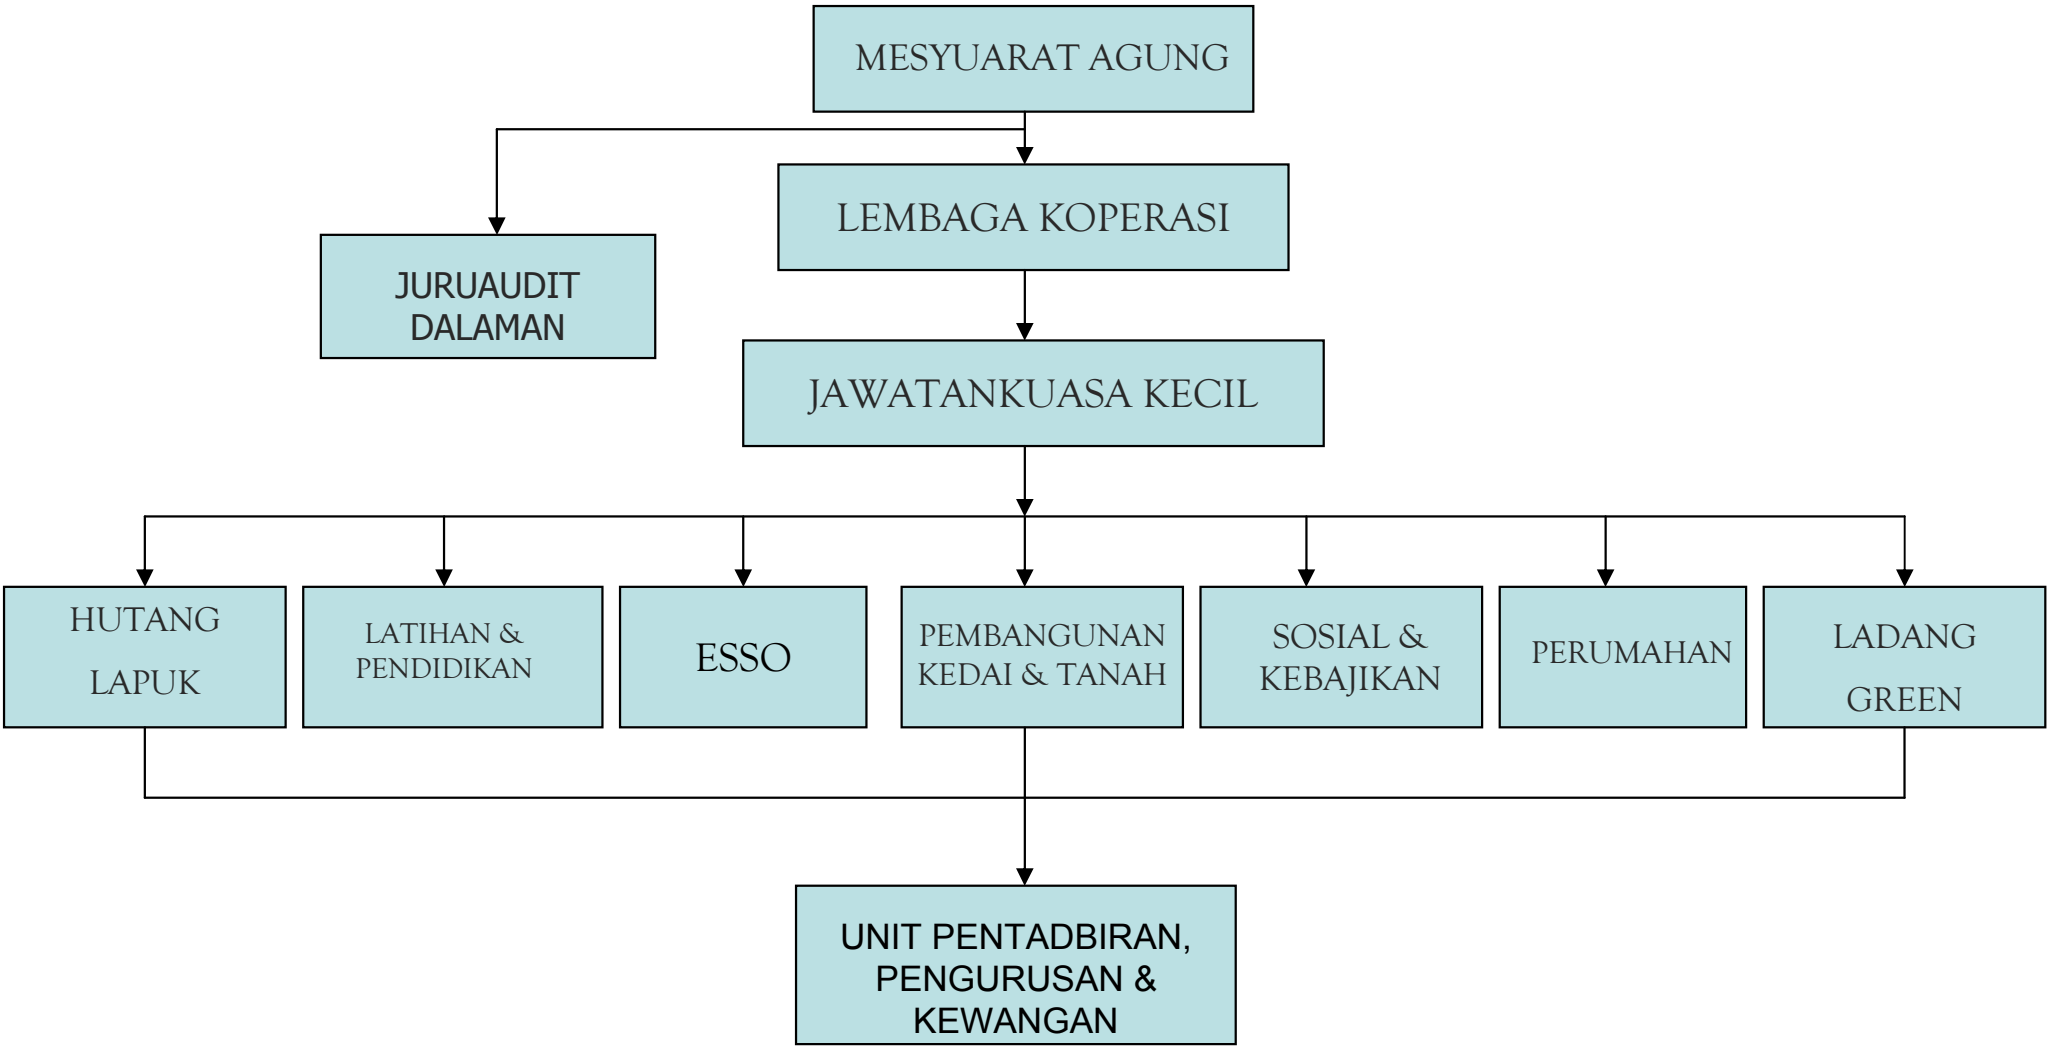 MESYUARAT AGUNG
LEMBAGA KOPERASI
JURUAUDIT
DALAMAN
JAWATANKUASA KECIL
HUTANG
LAPUK
LATIHAN &
PENDIDIKAN
ESSO
PEMBANGUNAN
KEDAI & TANAH
SOSIAL &
KEBAJIKAN
PERUMAHAN
LADANG
GREEN
UNIT PENTADBIRAN,
PENGURUSAN &
KEWANGAN